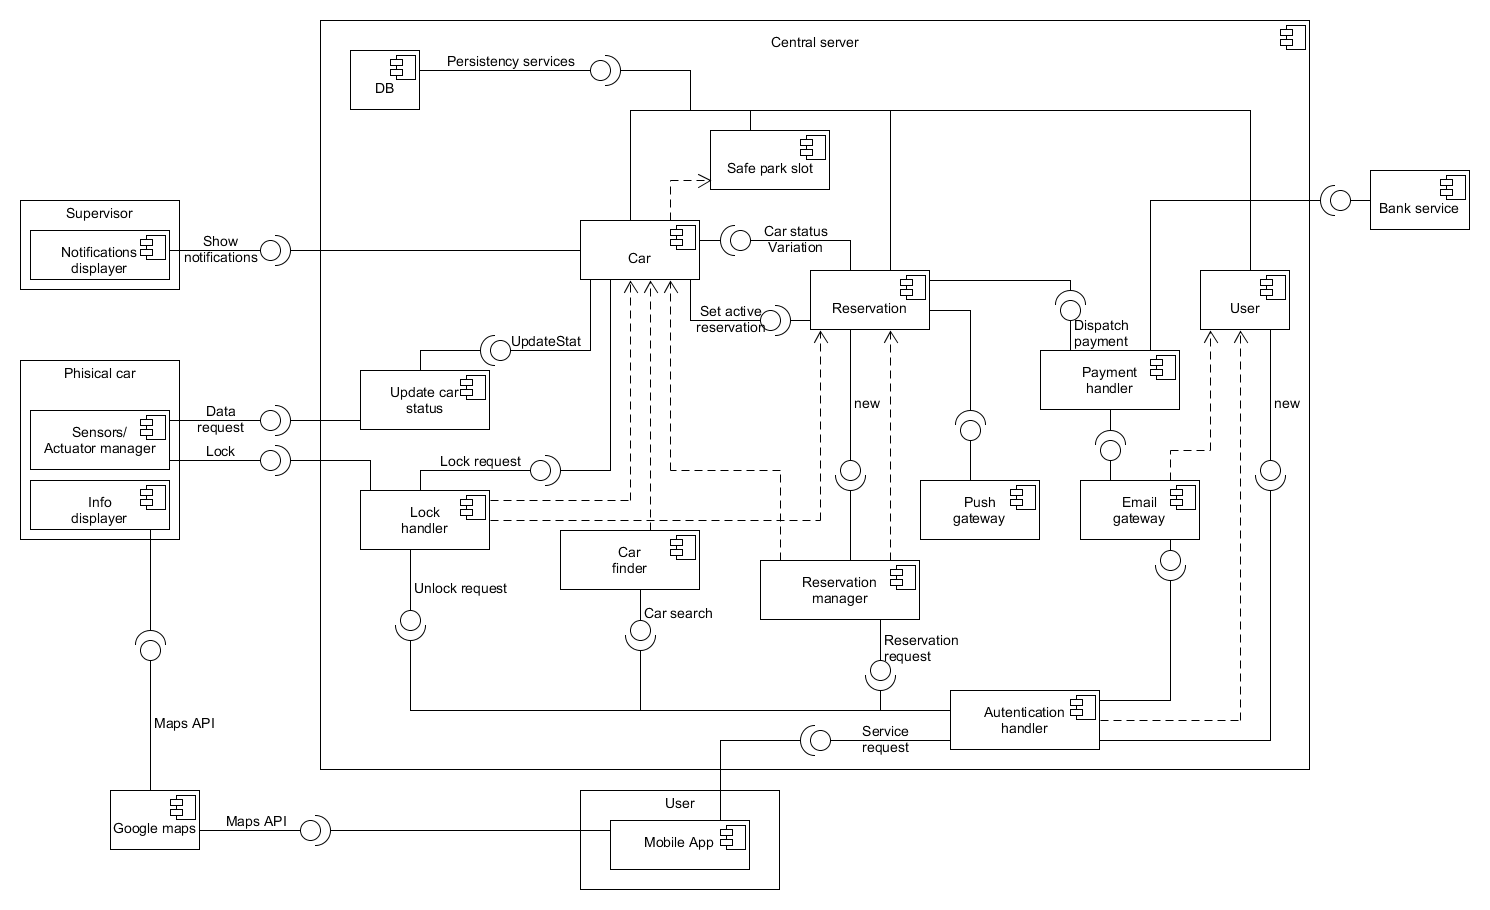 Central server
Persistency services
DB
Safe park slot
Supervisor
Notifications
displayer
Show
notifications
Car
Car status
Variation
Bank service
Reservation
User
Set active
reservation
Dispatch
payment
UpdateStat
Phisical car
Update car
status
Payment
handler
Data
request
Sensors/
Actuator manager
Lock
new
new
Lock request
Info
displayer
Lock
handler
Push
gateway
Email
gateway
Car
finder
Reservation
manager
Unlock request
Car search
Reservation
request
Maps API
Autentication
handler
Service
request
Google maps
Maps API
User
Mobile App